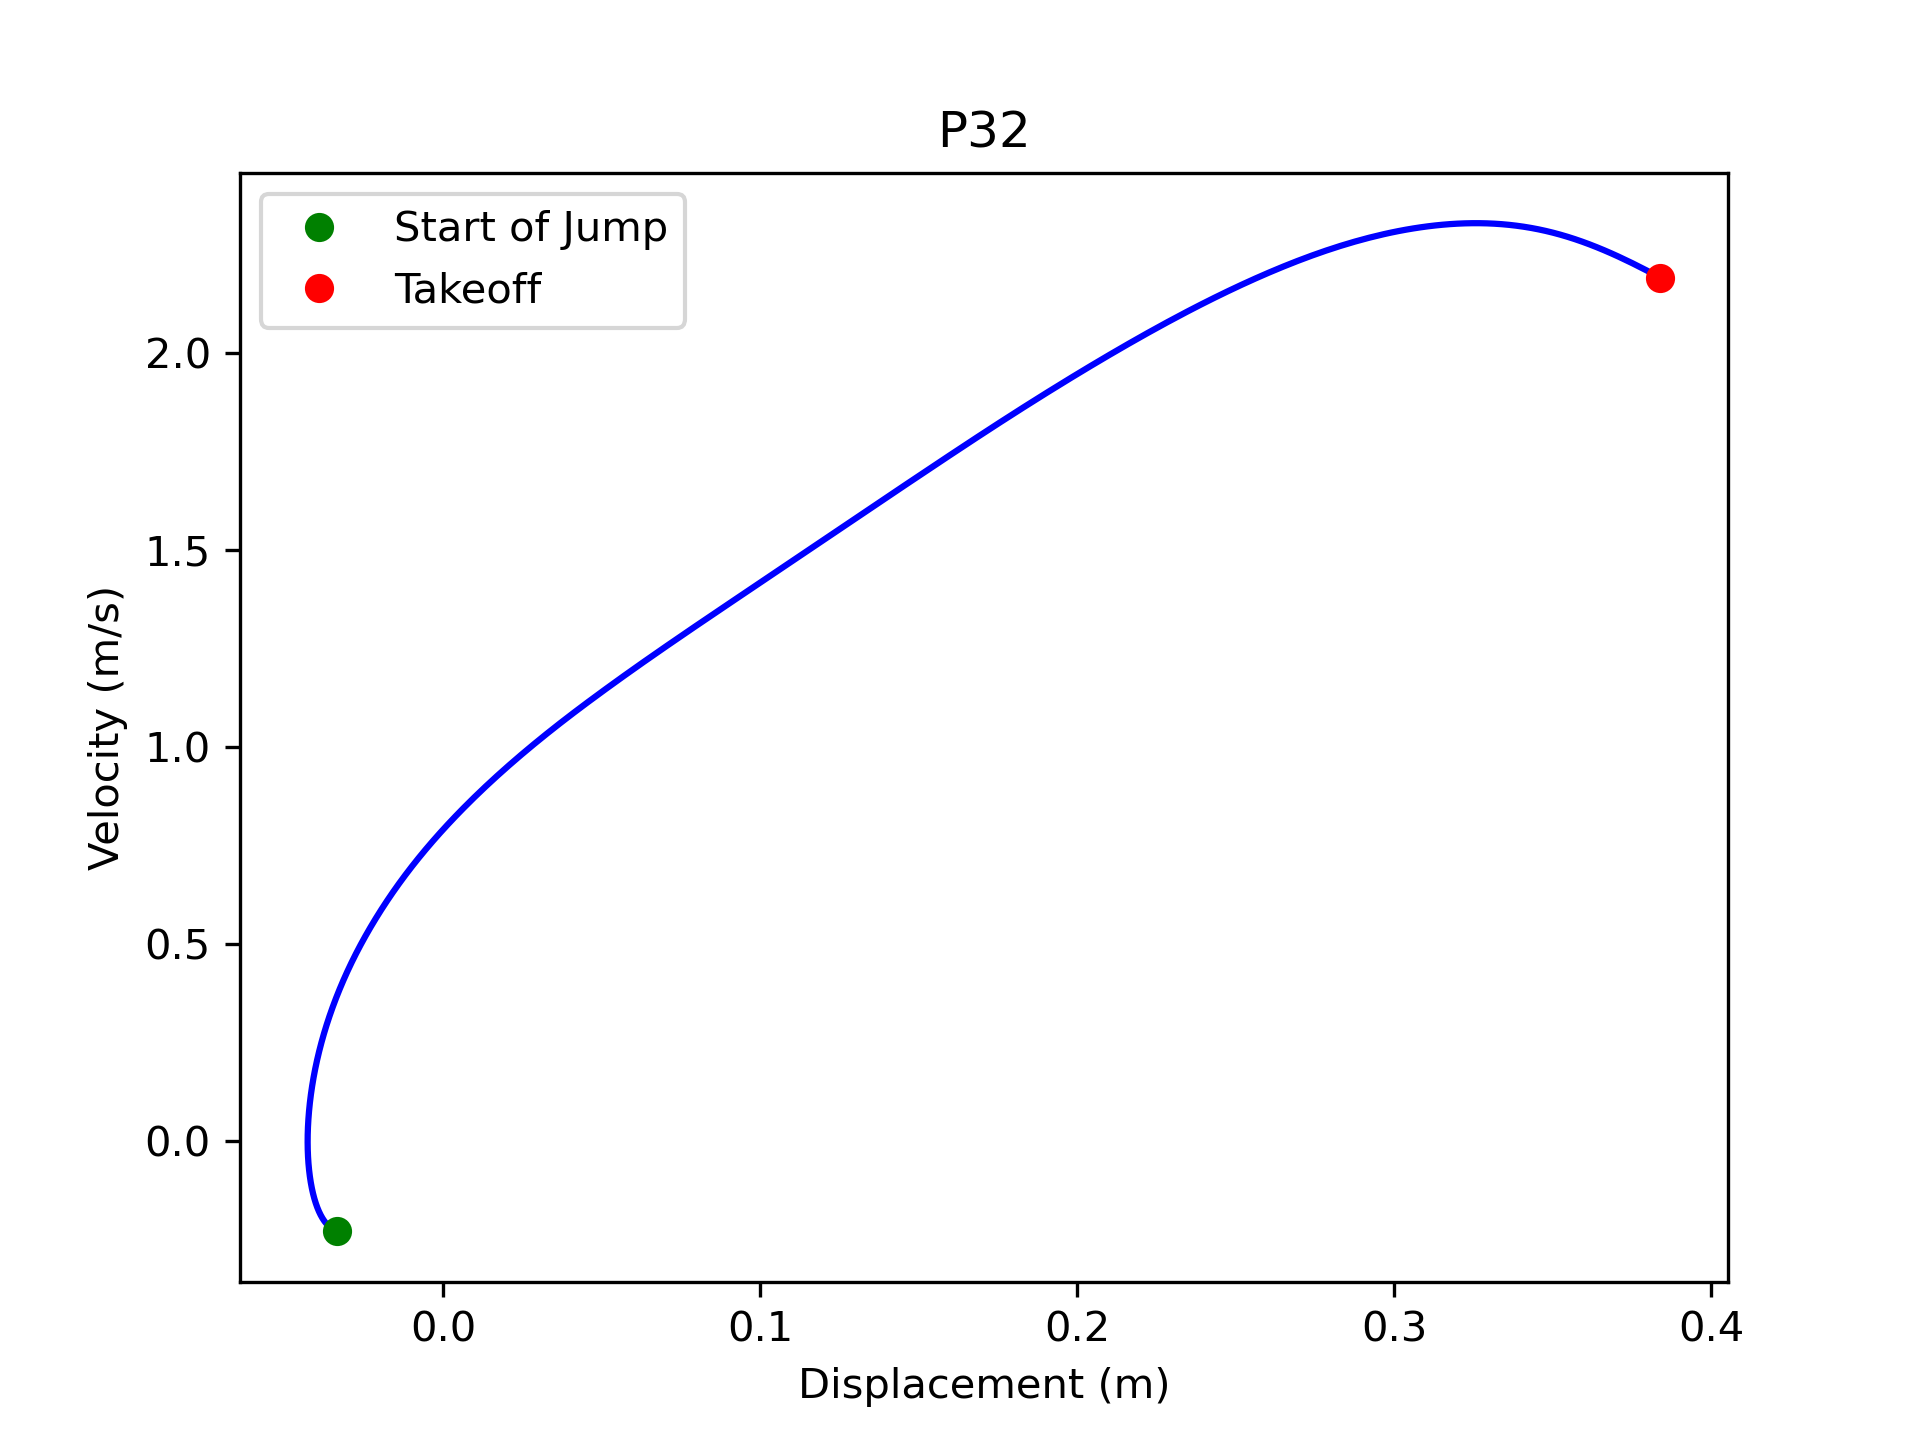 P32
Start of Jump
Takeoff
2.0
1.5
1.0
0.5
0.0
Velocity (m/s)
0.0 0.1 0.2 0.3 0.4
Displacement (m)